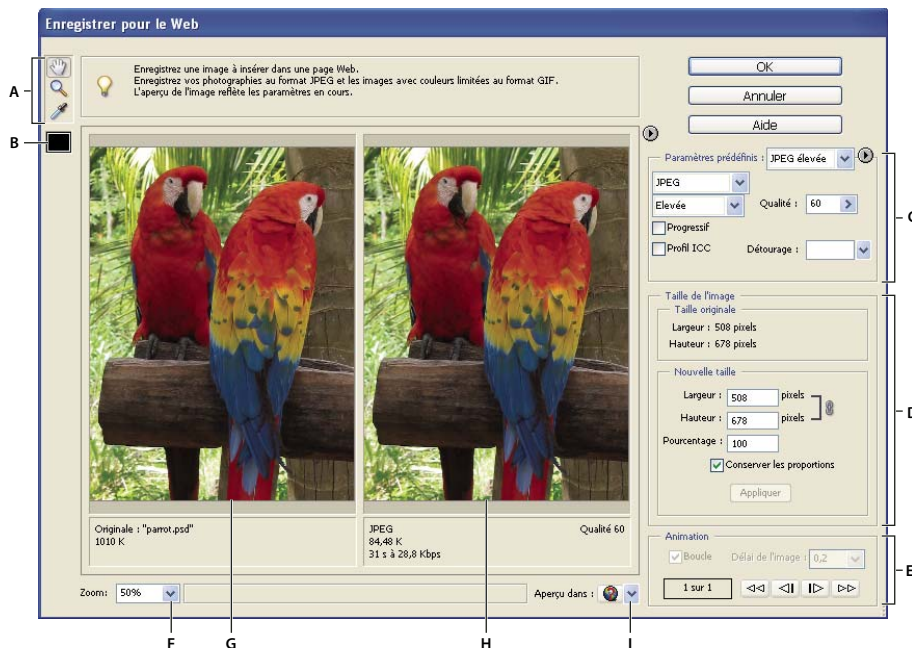 Enregistrer pour le Web
Enregistrez une image à insérer dans une page Web.
Enregistrez vos photographies au format JPEG et les images avec couleurs limitées au format GIF.
L'aperçu de l'image reflète les paramètres en cours.
OK
Annuler
Aide
A
B
Paramètres prédéfinis : JPEG élevée
JPEG
Elevée
Qualité : 60
Progressif
Profil ICC
Détourage :
Taille de l'image
Taille originale
Largeur : 508 pixels
Hauteur : 678 pixels
D
Nouvelle taille
Largeur : 508 pixels
Hauteur : 678 pixels
Pourcentage : 100
Conserver les proportions
Appliquer
Originale : "parrot.psd"
1010 K
JPEG
84,48 K
31 s à 28,8 Kbps
Qualité 60
Animation
Boucle
Délai de l'image : 0,2
1 sur 1
E
Zoom: 50%
Aperçu dans :
F
G
H
I